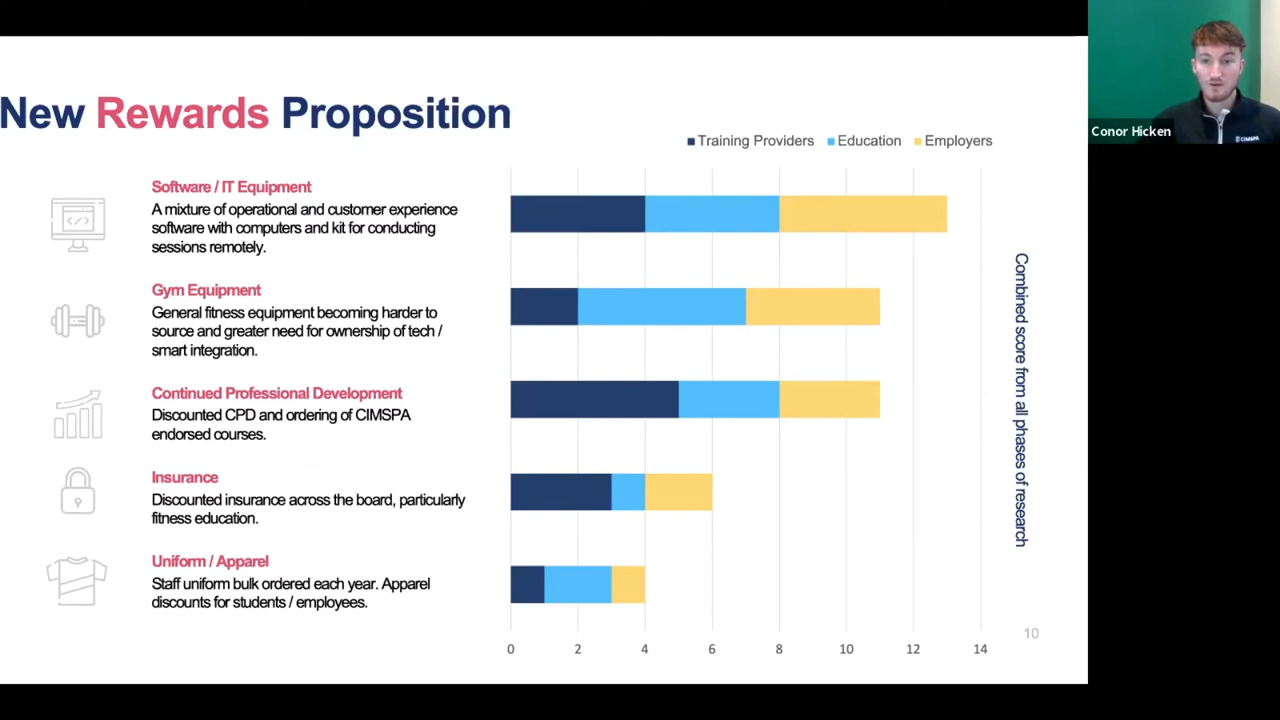 New Rewards Proposition
Training Providers Education Employers
Software / IT Equipment
A mixture of operational and customer experience
software with computers and kit for conducting
sessions remotely.
Gym Equipment
General fitness equipment becoming harder to
source and greater need for ownership of tech /
smart integration.
Continued Professional Development
Discounted CPD and ordering of CIMSPA
endorsed courses.
Insurance
Discounted insurance across the board, particularly
fitness education.
Uniform / Apparel
Staff uniform bulk ordered each year. Apparel
discounts for students / employees.
0 2 4 6 8 10 12 14
Combined score from all phases of research
10
Conor Hicken
CIMSPA